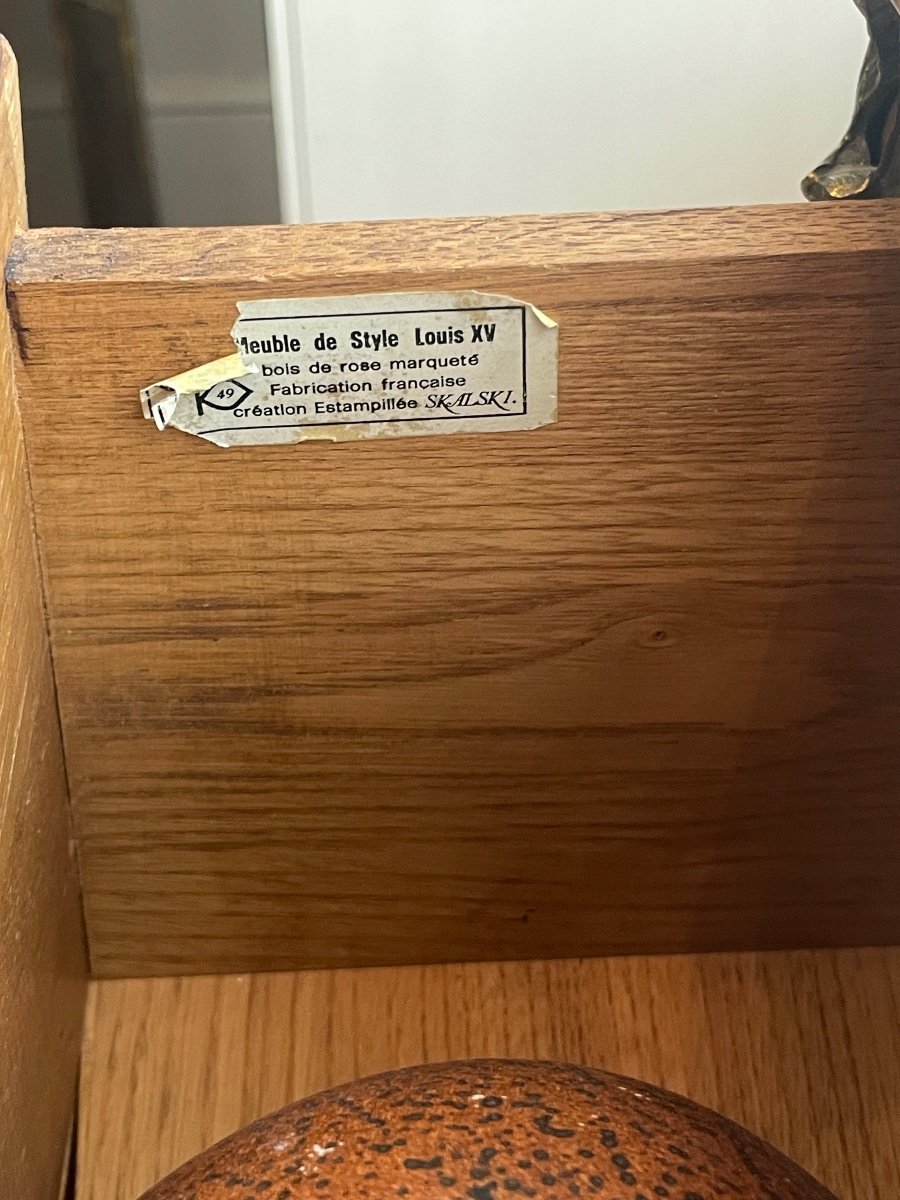 Meuble de Style Louis XV
bois de rose marqueté
Fabrication française
49
création Estampillée SKALSKI.